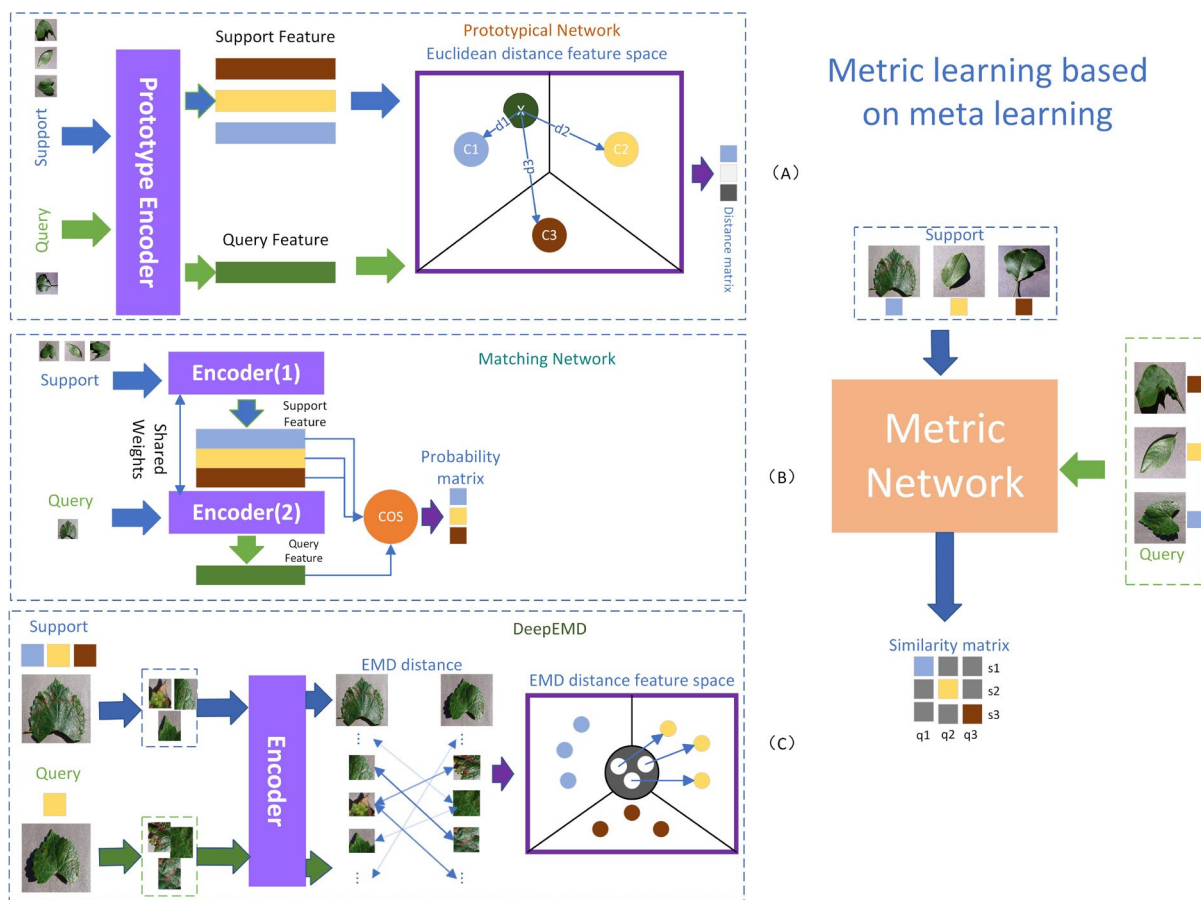 Prototypical Network
Support Feature
Euclidean distance feature space
Support
Prototype Encoder
X
d1
d2
d3
C1
C2
C3
Query
Query Feature
Distance matrix
(A)
Matching Network
Support
Encoder(1)
Support
Feature
Shared
Weights
Probability
matrix
Query
Encoder(2)
COS
Query
Feature
(B)
Support
DeepEMD
EMD distance
EMD distance feature space
...
...
Encoder
Query
...
...
(C)
Metric learning based
on meta learning
Support
Metric
Network
Query
Similarity matrix
s1
s2
s3
q1 q2 q3